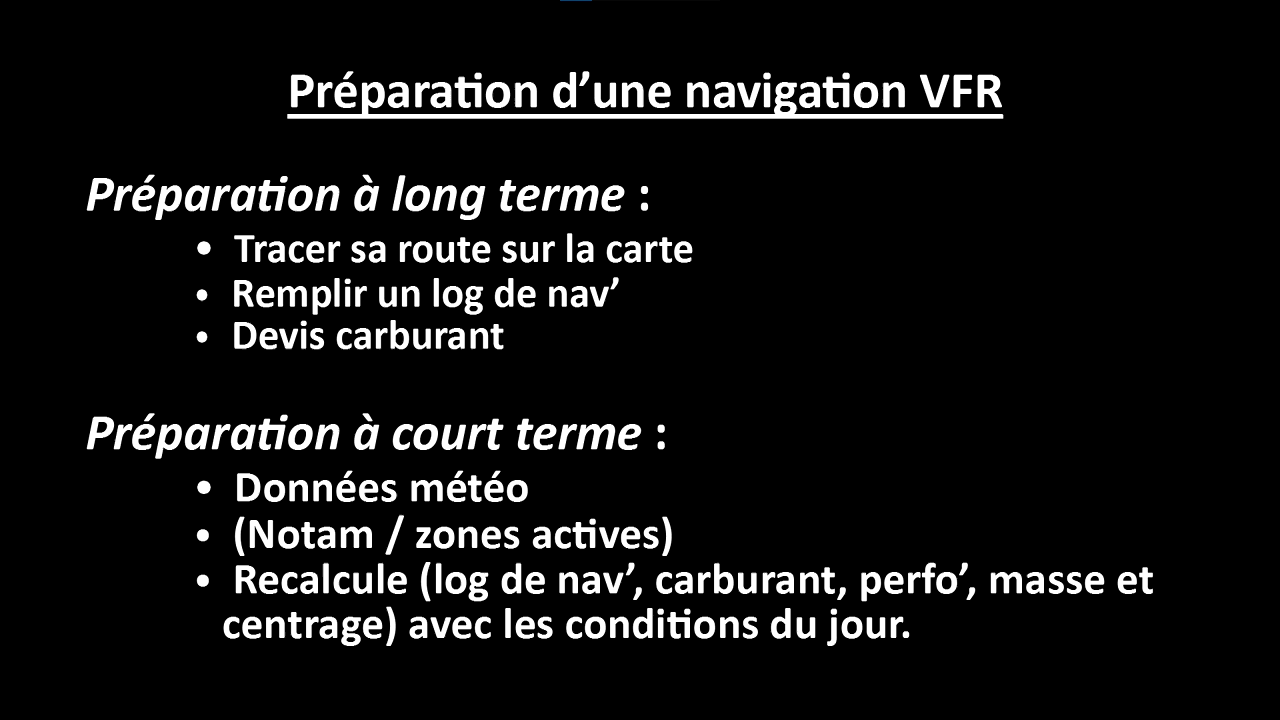 Préparation d’une navigation VFR
Préparation à long terme :
• Tracer sa route sur la carte
• Remplir un log de nav’
• Devis carburant
Préparation à court terme :
• Données météo
• (Notam / zones actives)
• Recalcule (log de nav’, carburant, perfo’, masse et
centrage) avec les conditions du jour.